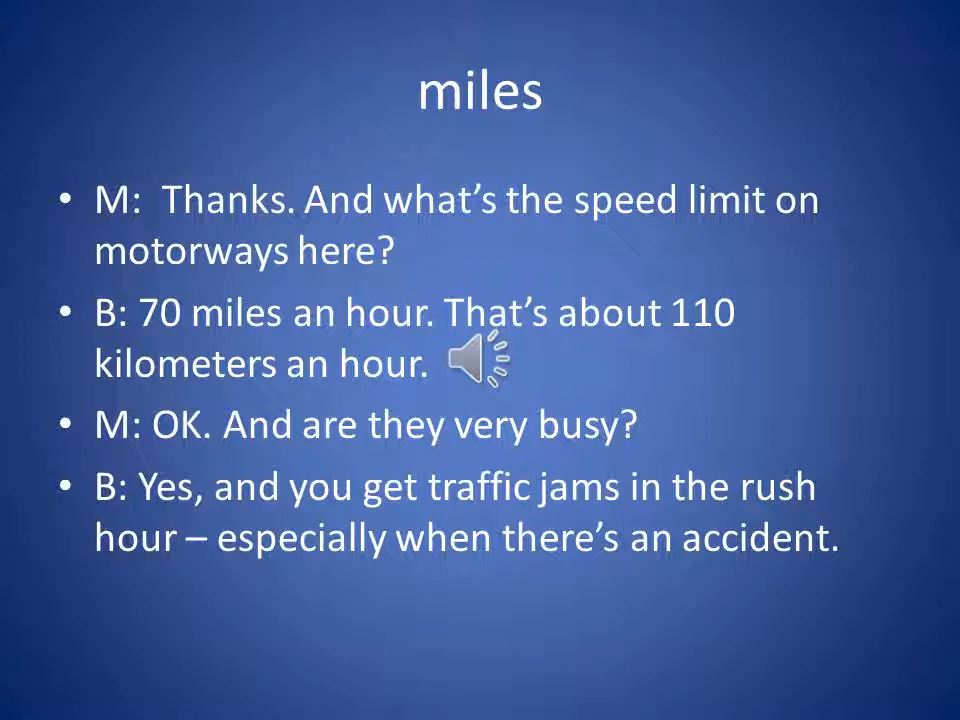 miles
• M:  Thanks. And what’s the speed limit on
motorways here?
• B: 70 miles an hour. That’s about 110
kilometers an hour.
• M: OK. And are they very busy?
• B: Yes, and you get traffic jams in the rush
hour – especially when there’s an accident.